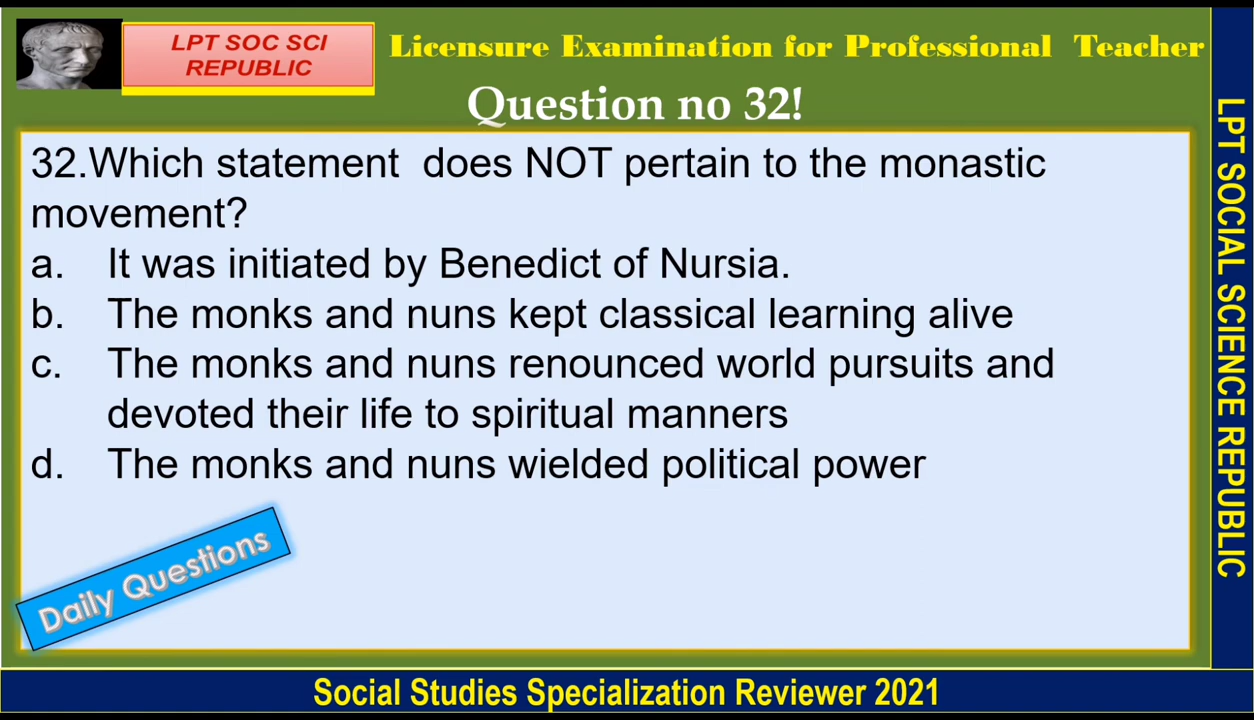 LPT SOC SCI
REPUBLIC
Licensure Examination for Professional Teacher
Question no 32!
32.Which statement does NOT pertain to the monastic
movement?
a. It was initiated by Benedict of Nursia.
b. The monks and nuns kept classical learning alive
c. The monks and nuns renounced world pursuits and
devoted their life to spiritual manners
d. The monks and nuns wielded political power
Daily Questions
LPT SOCIAL SCIENCE REPUBLIC
Social Studies Specialization Reviewer 2021